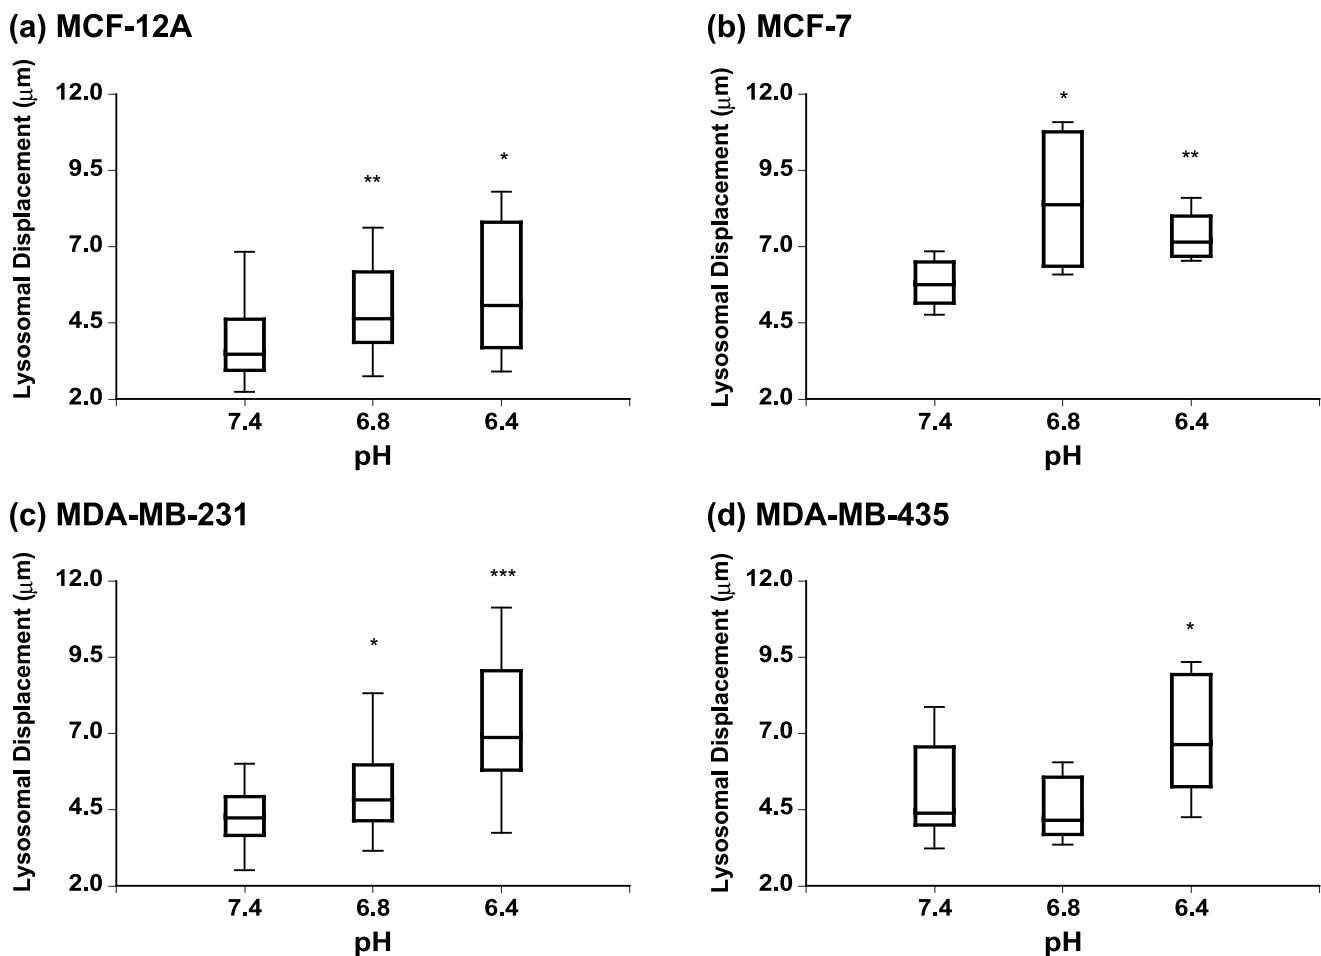 (a) MCF-12A
Lysosomal Displacement (μm)
12.0
9.5
7.0
4.5
2.0
**
*
7.4 6.8 6.4
pH
(b) MCF-7
Lysosomal Displacement (μm)
12.0
9.5
7.0
4.5
2.0
*
**
7.4 6.8 6.4
pH
(c) MDA-MB-231
Lysosomal Displacement (μm)
12.0
9.5
7.0
4.5
2.0
*
***
7.4 6.8 6.4
pH
(d) MDA-MB-435
Lysosomal Displacement (μm)
12.0
9.5
7.0
4.5
2.0
*
7.4 6.8 6.4
pH